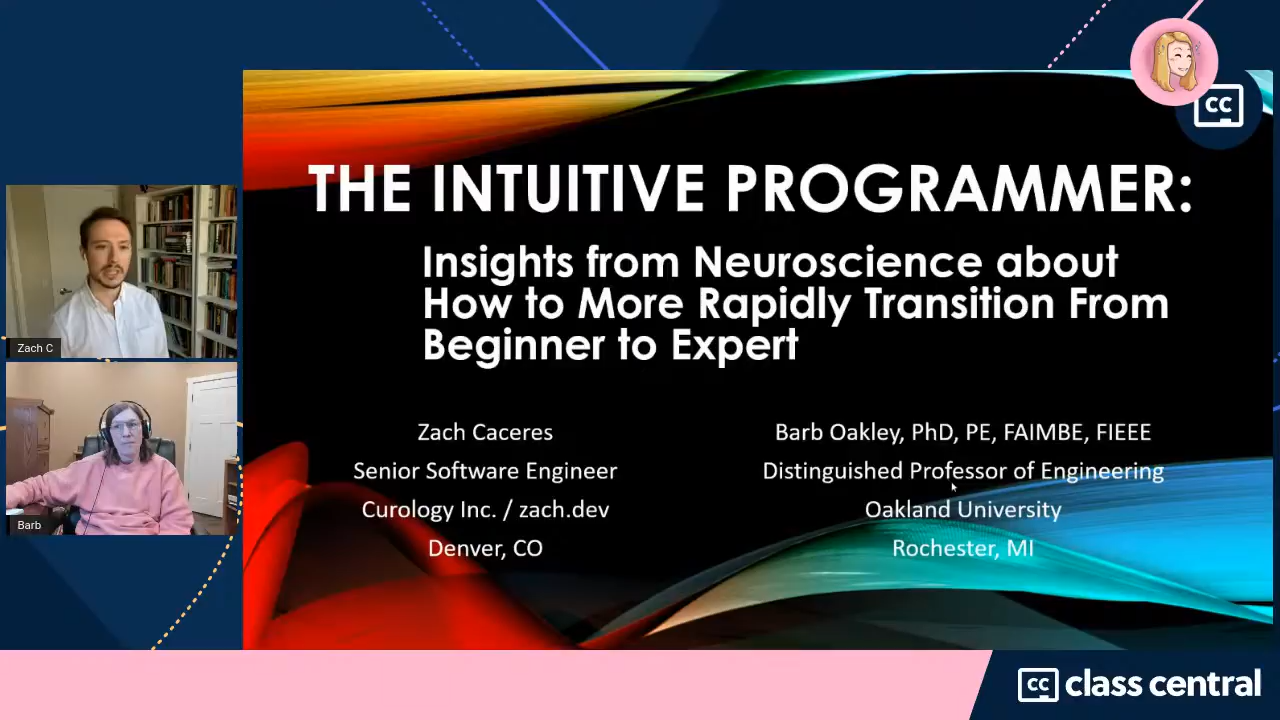 CC
THE INTUITIVE PROGRAMMER:
Insights from Neuroscience about
How to More Rapidly Transition From
Beginner to Expert
Zach Caceres
Senior Software Engineer
Curology Inc. / zach.dev
Denver, CO
Barb Oakley, PhD, PE, FAIMBE, FIEEE
Distinguished Professor of Engineering
Oakland University
Rochester, MI
Zach C
Barb
CC class central